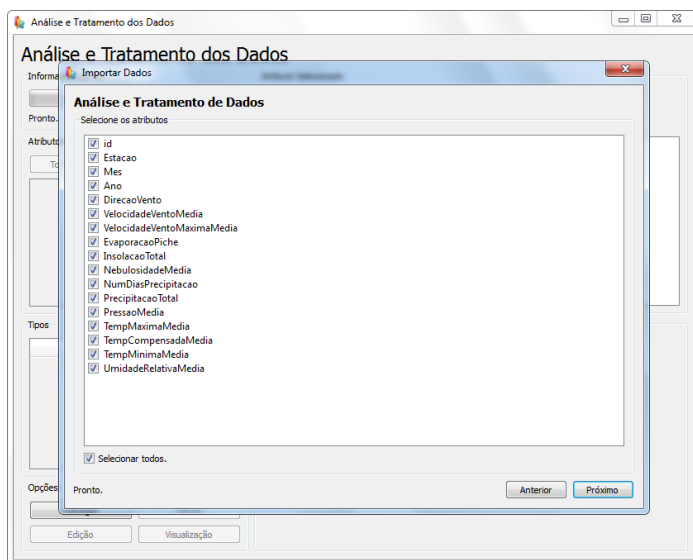 Análise e Tratamento dos Dados
Análise e Tratamento dos Dados
Informa
Importar Dados
Análise e Tratamento de Dados
Selecione os atributos
Pronto.
Atributo
To
id
Estacao
Mes
Ano
DirecaoVento
VelocidadeVentoMedia
VelocidadeVentoMaximaMedia
EvaporacaoPiche
InsolacaoTotal
NebulosidadeMedia
NumDiasPrecipitacao
PrecipitacaoTotal
PressaoMedia
TempMaximaMedia
TempCompensadaMedia
TempMinimaMedia
UmidadeRelativaMedia
Tipos
Selecionar todos.
Opções
Pronto.
Anterior
Próximo
Edição
Visualização